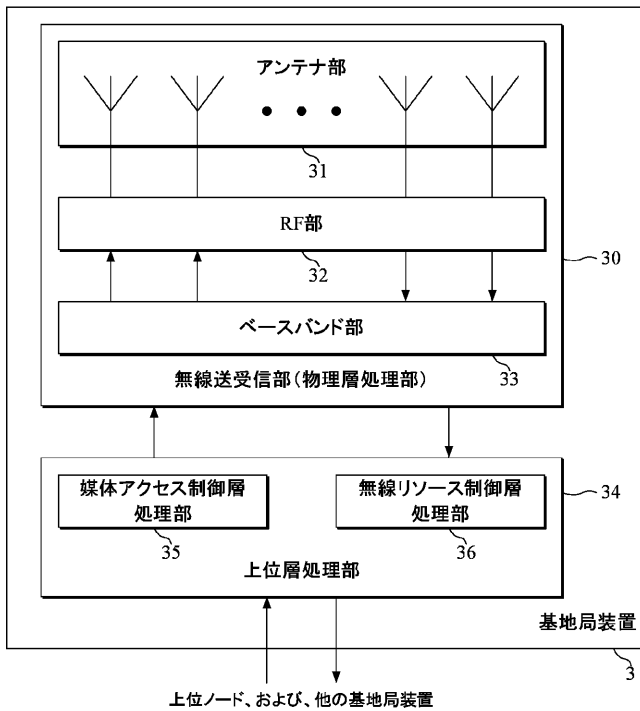 アンテナ部
31
RF部
32
30
ベースバンド部
33
無線送受信部(物理層処理部)
媒体アクセス制御層
処理部
35
無線リソース制御層
処理部
36
34
上位層処理部
基地局装置
3
上位ノード、および、他の基地局装置